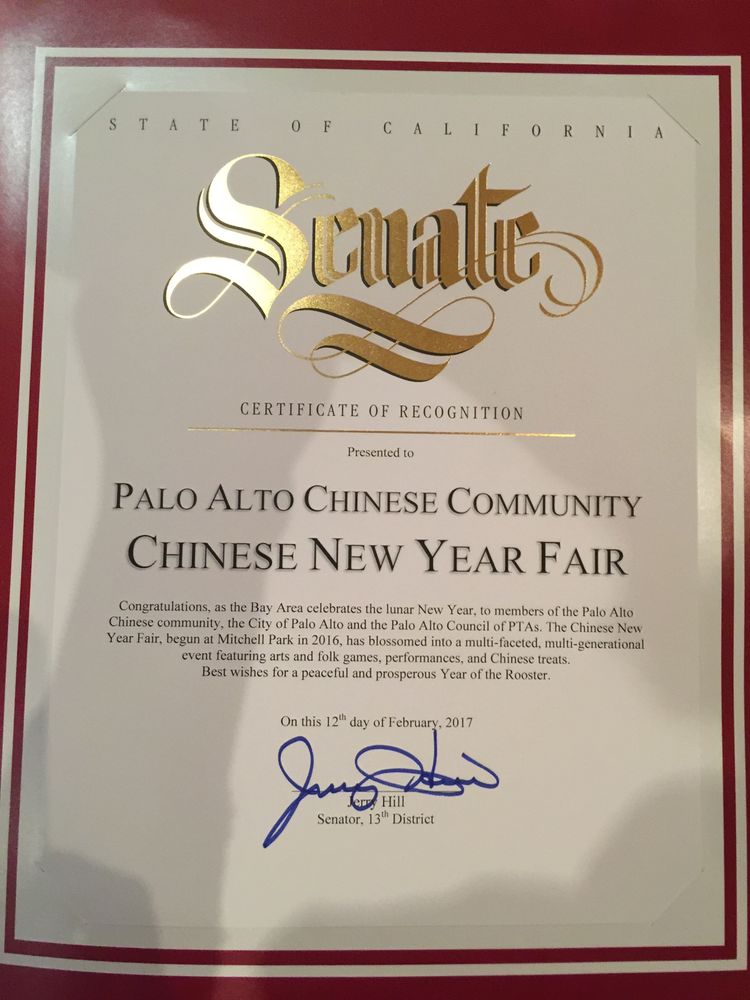 STATE OF CALIFORNIA
Senate
CERTIFICATE OF RECOGNITION
Presented to
PALO ALTO CHINESE COMMUNITY
CHINESE NEW YEAR FAIR
Congratulations, as the Bay Area celebrates the lunar New Year, to members of the Palo Alto
Chinese community, the City of Palo Alto and the Palo Alto Council of PTAs. The Chinese New
Year Fair, begun at Mitchell Park in 2016, has blossomed into a multi-faceted, multi-generational
event featuring arts and folk games, performances, and Chinese treats.
Best wishes for a peaceful and prosperous Year of the Rooster.
On this 12th day of February, 2017
Jerry Hill
Jerry Hill
Senator, 13th District